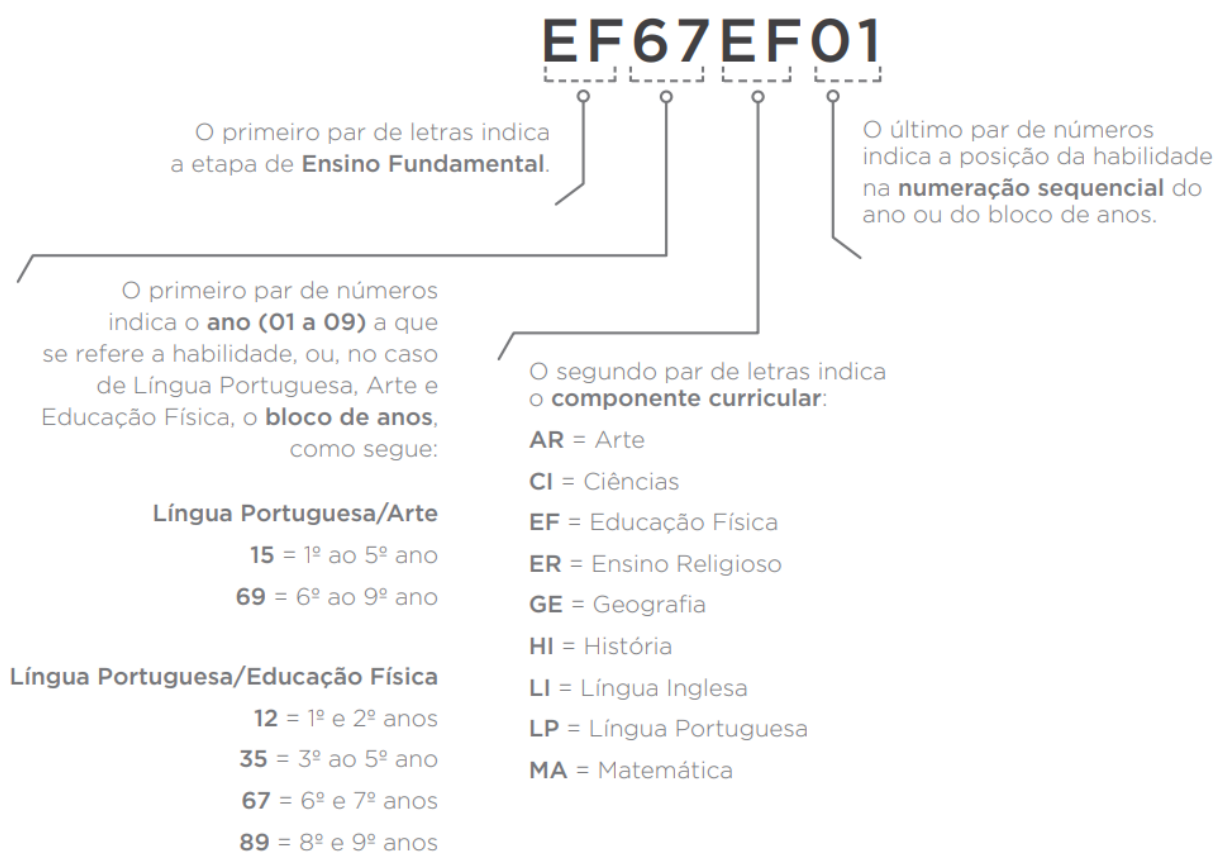 EF67EF01
O primeiro par de letras indica
a etapa de Ensino Fundamental.
O último par de números
indica a posição da habilidade
na numeração sequencial do
ano ou do bloco de anos.
O primeiro par de números
indica o ano (01 a 09) a que
se refere a habilidade, ou, no caso
de Língua Portuguesa, Arte e
Educação Física, o bloco de anos,
como segue:
Língua Portuguesa/Arte
15 = 1º ao 5º ano
69 = 6º ao 9º ano
Língua Portuguesa/Educação Física
12 = 1º e 2º anos
35 = 3º ao 5º ano
67 = 6º e 7º anos
89 = 8º e 9º anos
O segundo par de letras indica
o componente curricular:
AR = Arte
CI = Ciências
EF = Educação Física
ER = Ensino Religioso
GE = Geografia
HI = História
LI = Língua Inglesa
LP = Língua Portuguesa
MA = Matemática